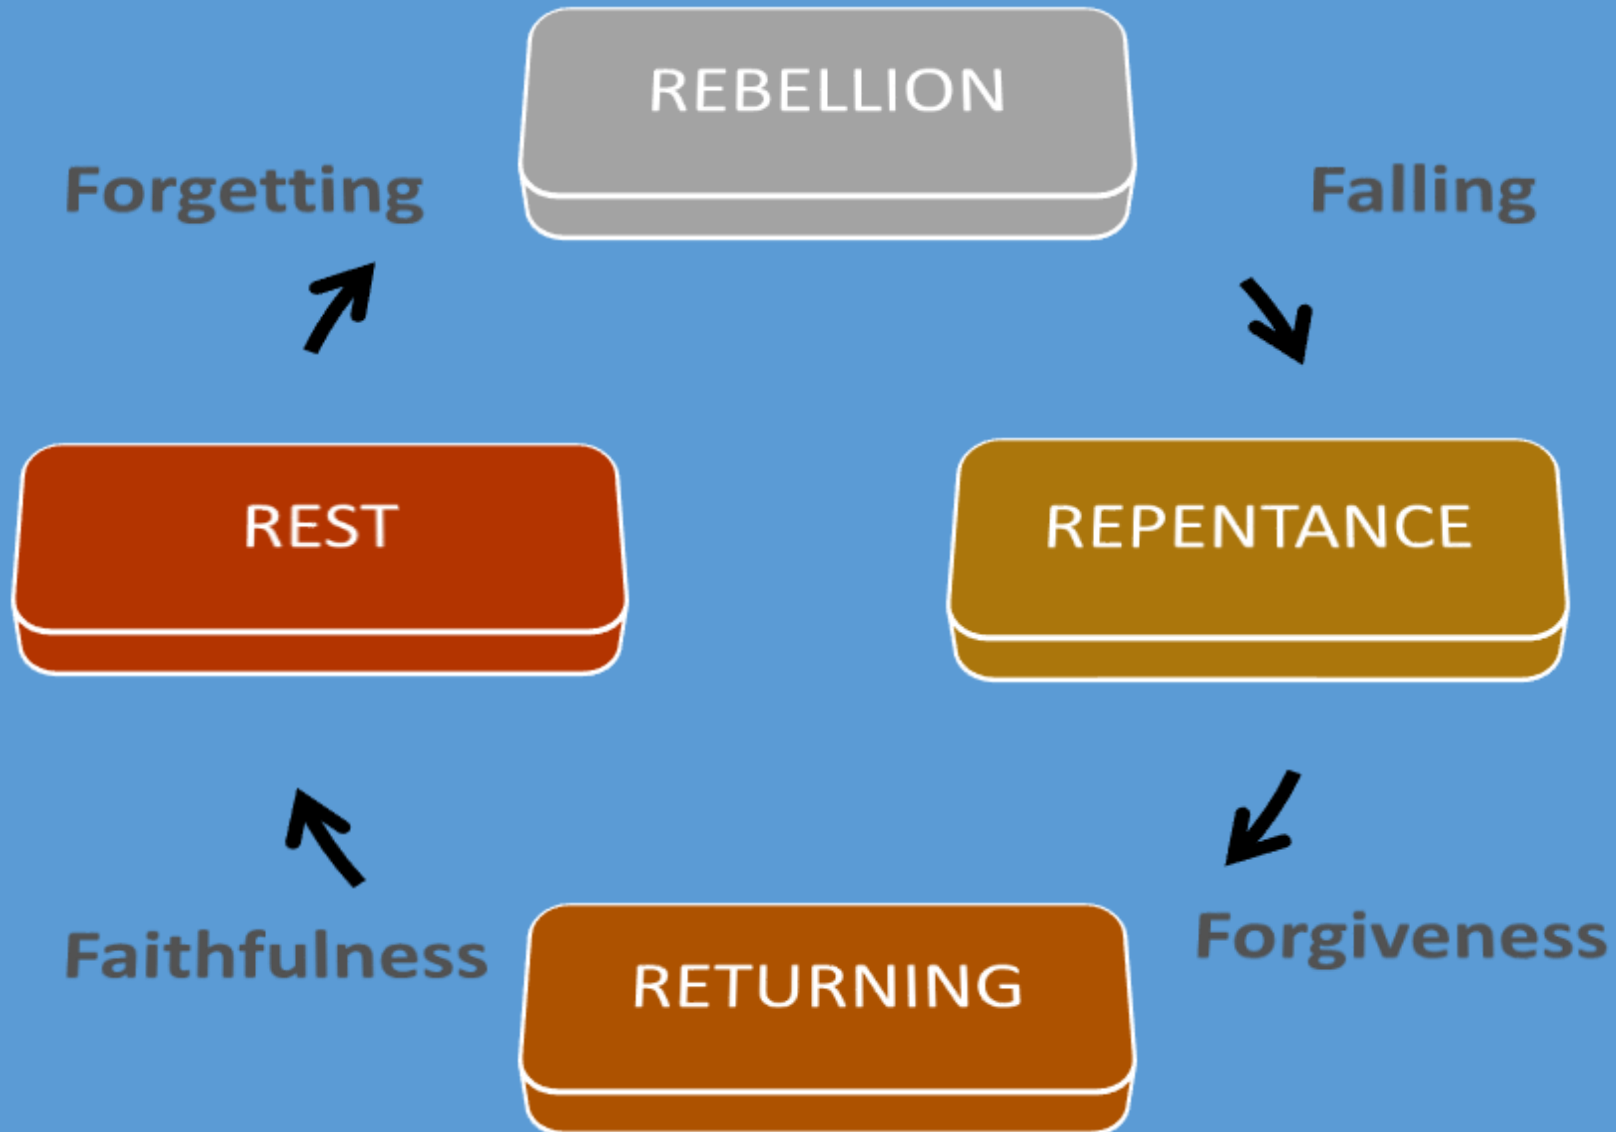 REBELLION
Forgetting
Falling
REST
REPENTANCE
Faithfulness
Forgiveness
RETURNING